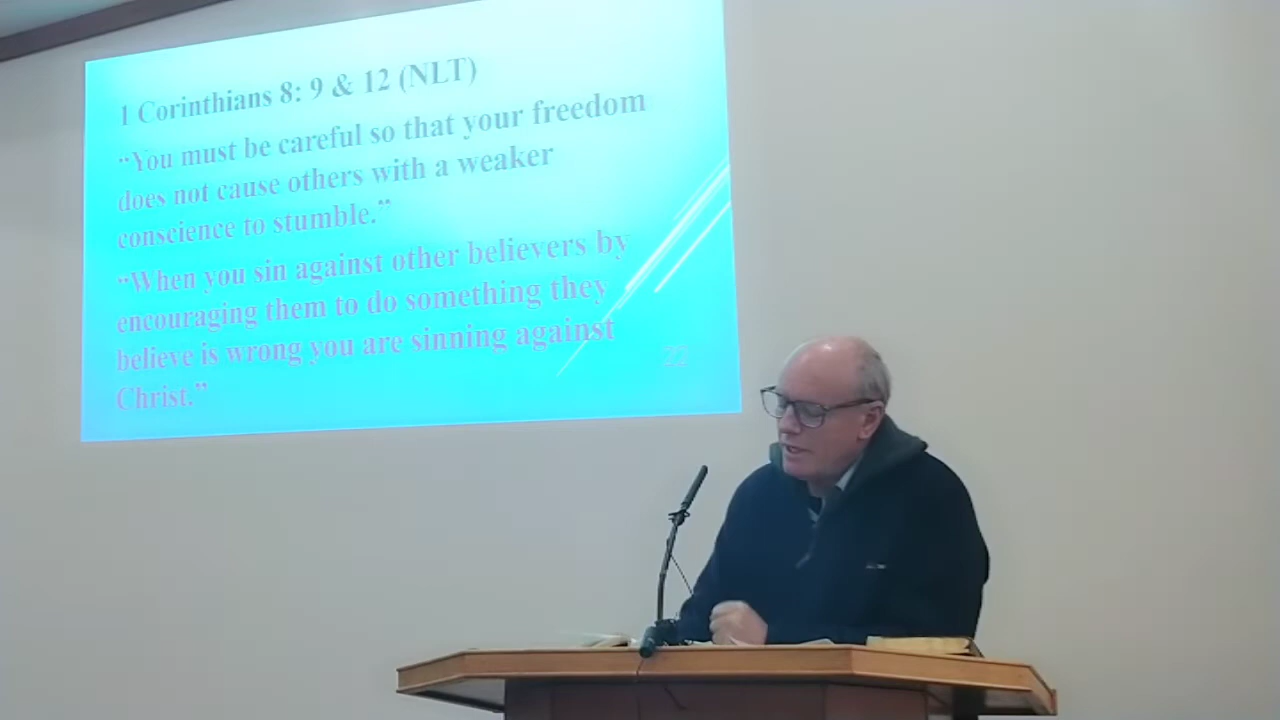 1 Corinthians 8: 9 & 12 (NLT)
“You must be careful so that your freedom
does not cause others with a weaker
conscience to stumble.”
“When you sin against other believers by
encouraging them to do something they
believe is wrong you are sinning against
Christ.”
22